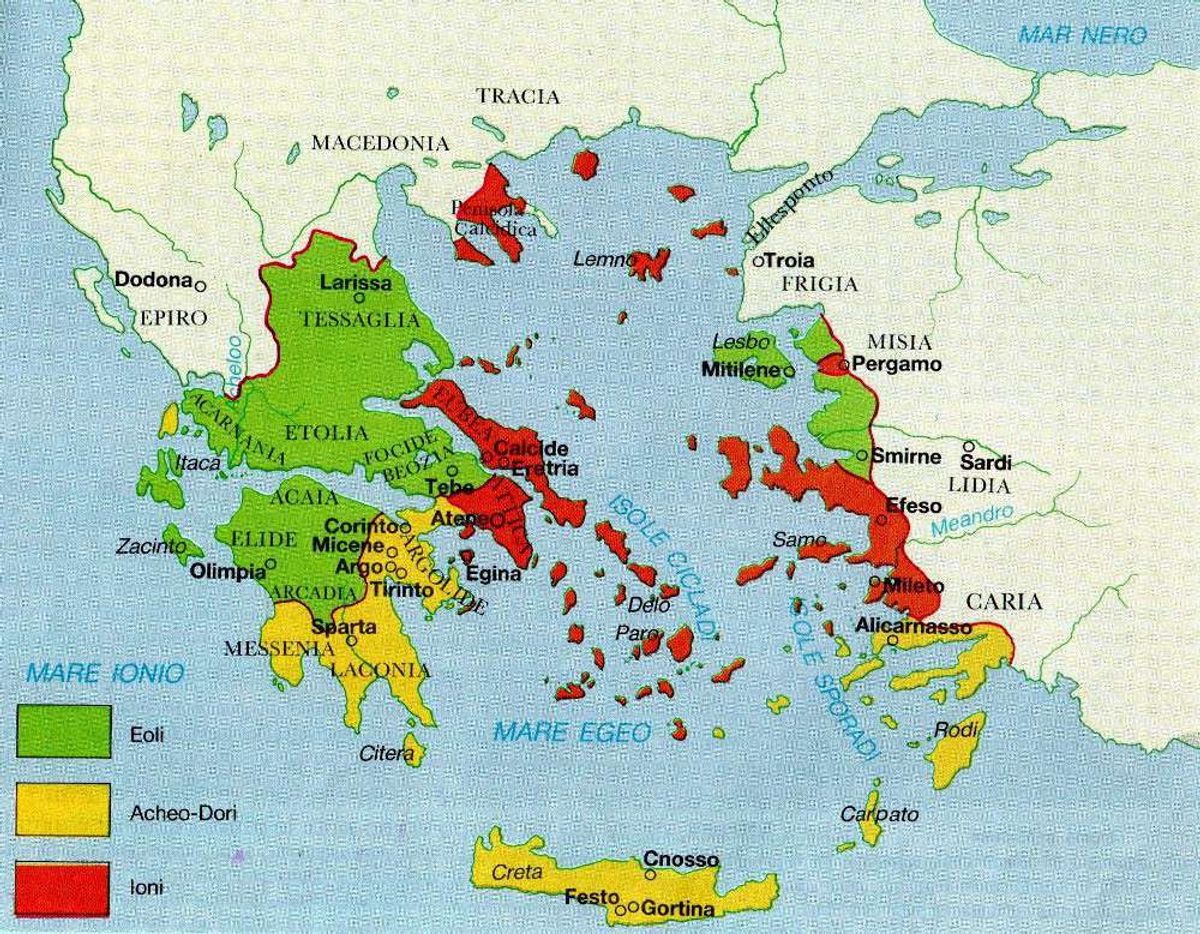 MAR NERO
TRACIA
MACEDONIA
Penisola
Calcidica
Ellesponto
Lemno
Troia
FRIGIA
Dodona
EPIRO
Larissa
TESSAGLIA
cheloo
Lesbo
Mitilene
MISIA
Pergamo
ACARNANIA
ETOLIA
FOCIDE
BEOZIA
EUBEA
Calcide
Eretria
Itaca
Tebe
Smirne
Sardi
LIDIA
ACAIA
Corinto
Atene
ATTICA
ISOLE CICLADI
Efeso
Meandro
Zacinto
ELIDE
Micene
Argo
ARGOLIDE
Egina
Samo
Olimpia
ARCADIA
Tirinto
Delo
Mileto
CARIA
Sparta
Paro
Alicarnasso
MESSENIA
LACONIA
ISOLE SPORADI
MARE IONIO
MARE EGEO
Rodi
Citera
Eoli
Acheo-Dori
Ioni
Carpato
Creta
Cnosso
Festo
Gortina